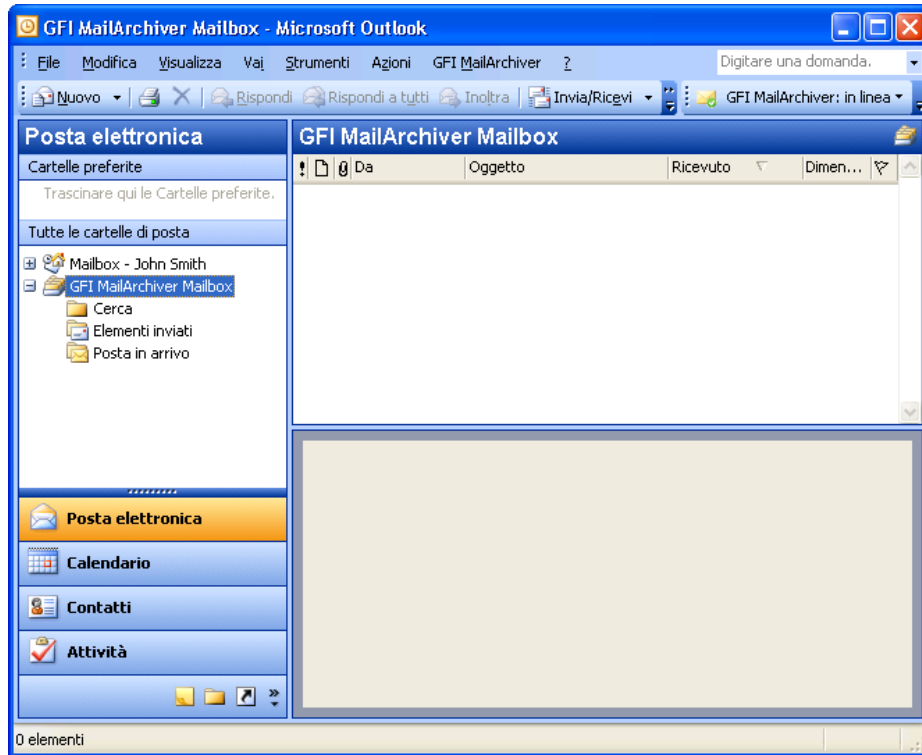 GFI MailArchiver Mailbox - Microsoft Outlook
File Modifica Visualizza Vai Strumenti Azioni GFI MailArchiver ? Digitare una domanda.
Nuovo Rispondi Rispondi a tutti Inoltra Invia/Ricevi GFI MailArchiver: in linea
Posta elettronica
Cartelle preferite
Trascinare qui le Cartelle preferite.
Tutte le cartelle di posta
Mailbox - John Smith
GFI MailArchiver Mailbox
Cerca
Elementi inviati
Posta in arrivo
Posta elettronica
Calendario
Contatti
Attività
GFI MailArchiver Mailbox
Da Oggetto Ricevuto Dimen...
0 elementi